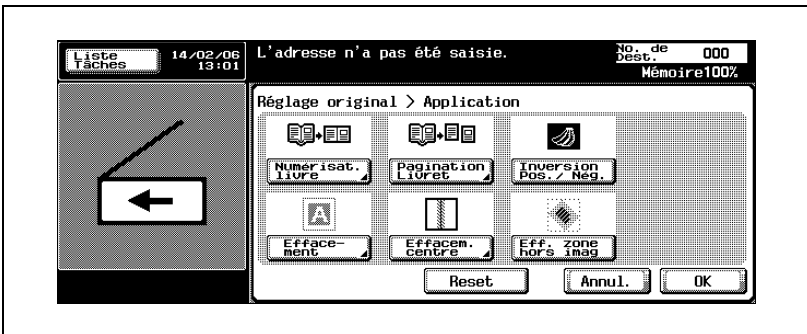 Liste
Tâches
14/02/06
13:01
L'adresse n'a pas été saisie.
No. de
Dest.
000
Mémoire100%
Réglage original > Application
Numérisat.
livre
Pagination
Livret
Inversion
Pos./ Nég.
A
Efface-
ment
Effacem.
centre
Eff. zone
hors imag
Reset
Annul.
OK